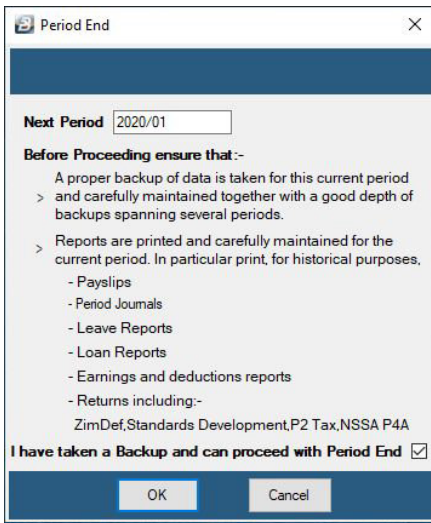 Period End
Next Period 2020/01
Before Proceeding ensure that:-
A proper backup of data is taken for this current period
> and carefully maintained together with a good depth of
backups spanning several periods.
> Reports are printed and carefully maintained for the
current period. In particular print, for historical purposes,
- Payslips
- Period Journals
- Leave Reports
- Loan Reports
- Earnings and deductions reports
- Returns including:-
ZimDef,Standards Development,P2 Tax,NSSA P4A
I have taken a Backup and can proceed with Period End
OK Cancel